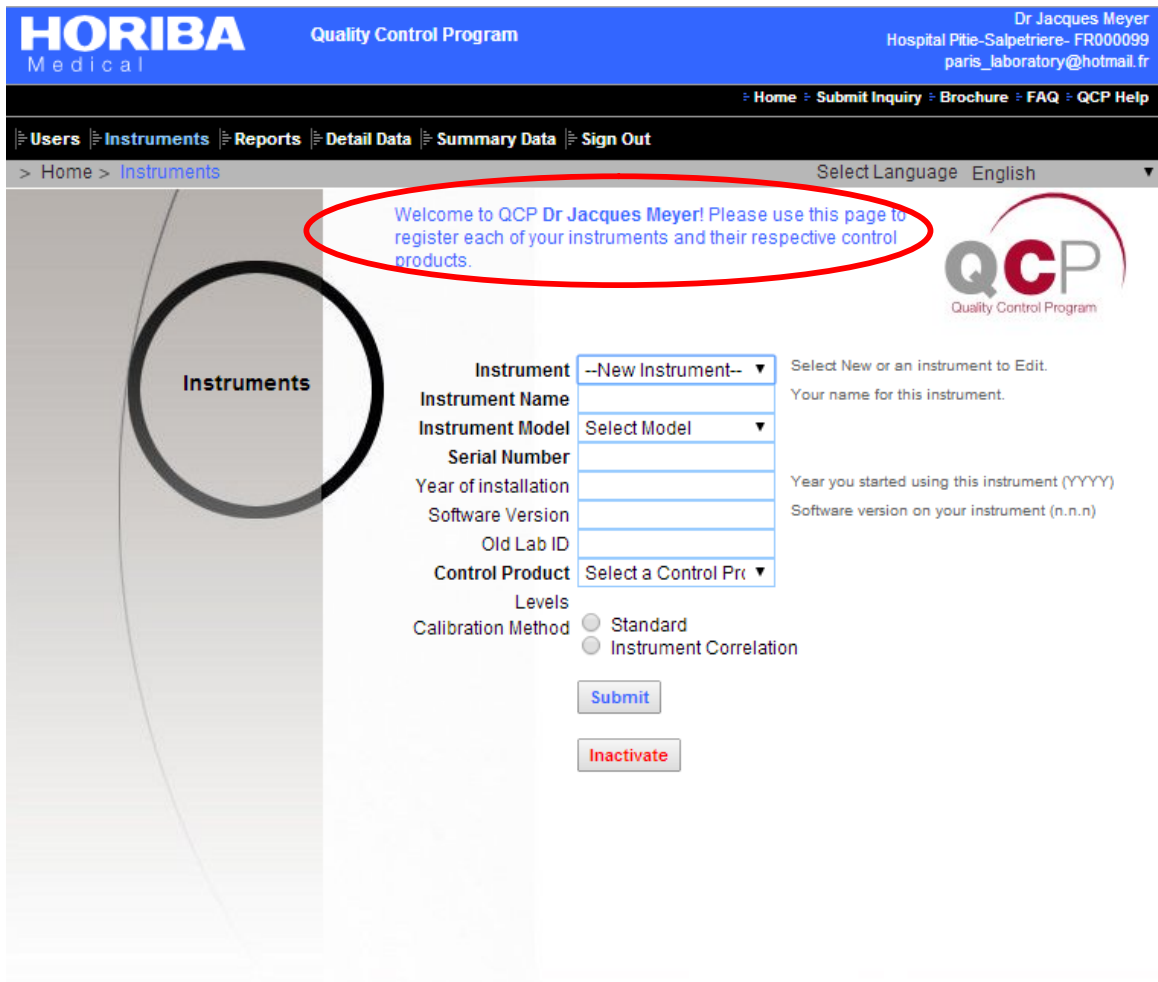 HORIBA
Medical
Quality Control Program
Dr Jacques Meyer
Hospital Pitie-Salpetriere- FR000099
paris_laboratory@hotmail.fr
Home Submit Inquiry Brochure FAQ QCP Help
Users Instruments Reports Detail Data Summary Data Sign Out
> Home > Instruments
Select Language English
Welcome to QCP Dr Jacques Meyer! Please use this page to
register each of your instruments and their respective control
products.
QCP
Quality Control Program
Instruments
Instrument --New Instrument-- Select New or an instrument to Edit.
Instrument Name Your name for this instrument.
Instrument Model Select Model
Serial Number
Year of installation Year you started using this instrument (YYYY)
Software Version Software version on your instrument (n.n.n)
Old Lab ID
Control Product Select a Control Pro
Levels
Calibration Method Standard
Instrument Correlation
Submit
Inactivate